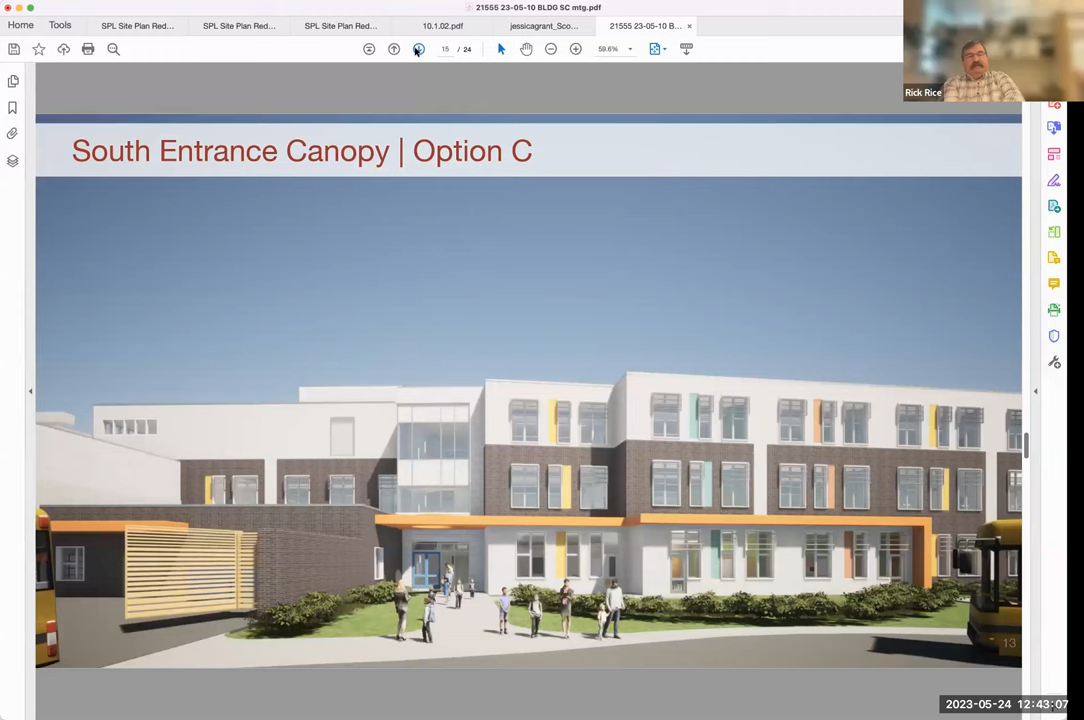 21555 23-05-10 BLDG SC mtg.pdf
Home Tools SPL Site Plan Red... SPL Site Plan Red... SPL Site Plan Red... 10.1.02.pdf jessicagrant_Sco... 21555 23-05-10 B... ×
15 / 24 59.6%
Rick Rice
South Entrance Canopy | Option C
13
2023-05-24 12:43:07